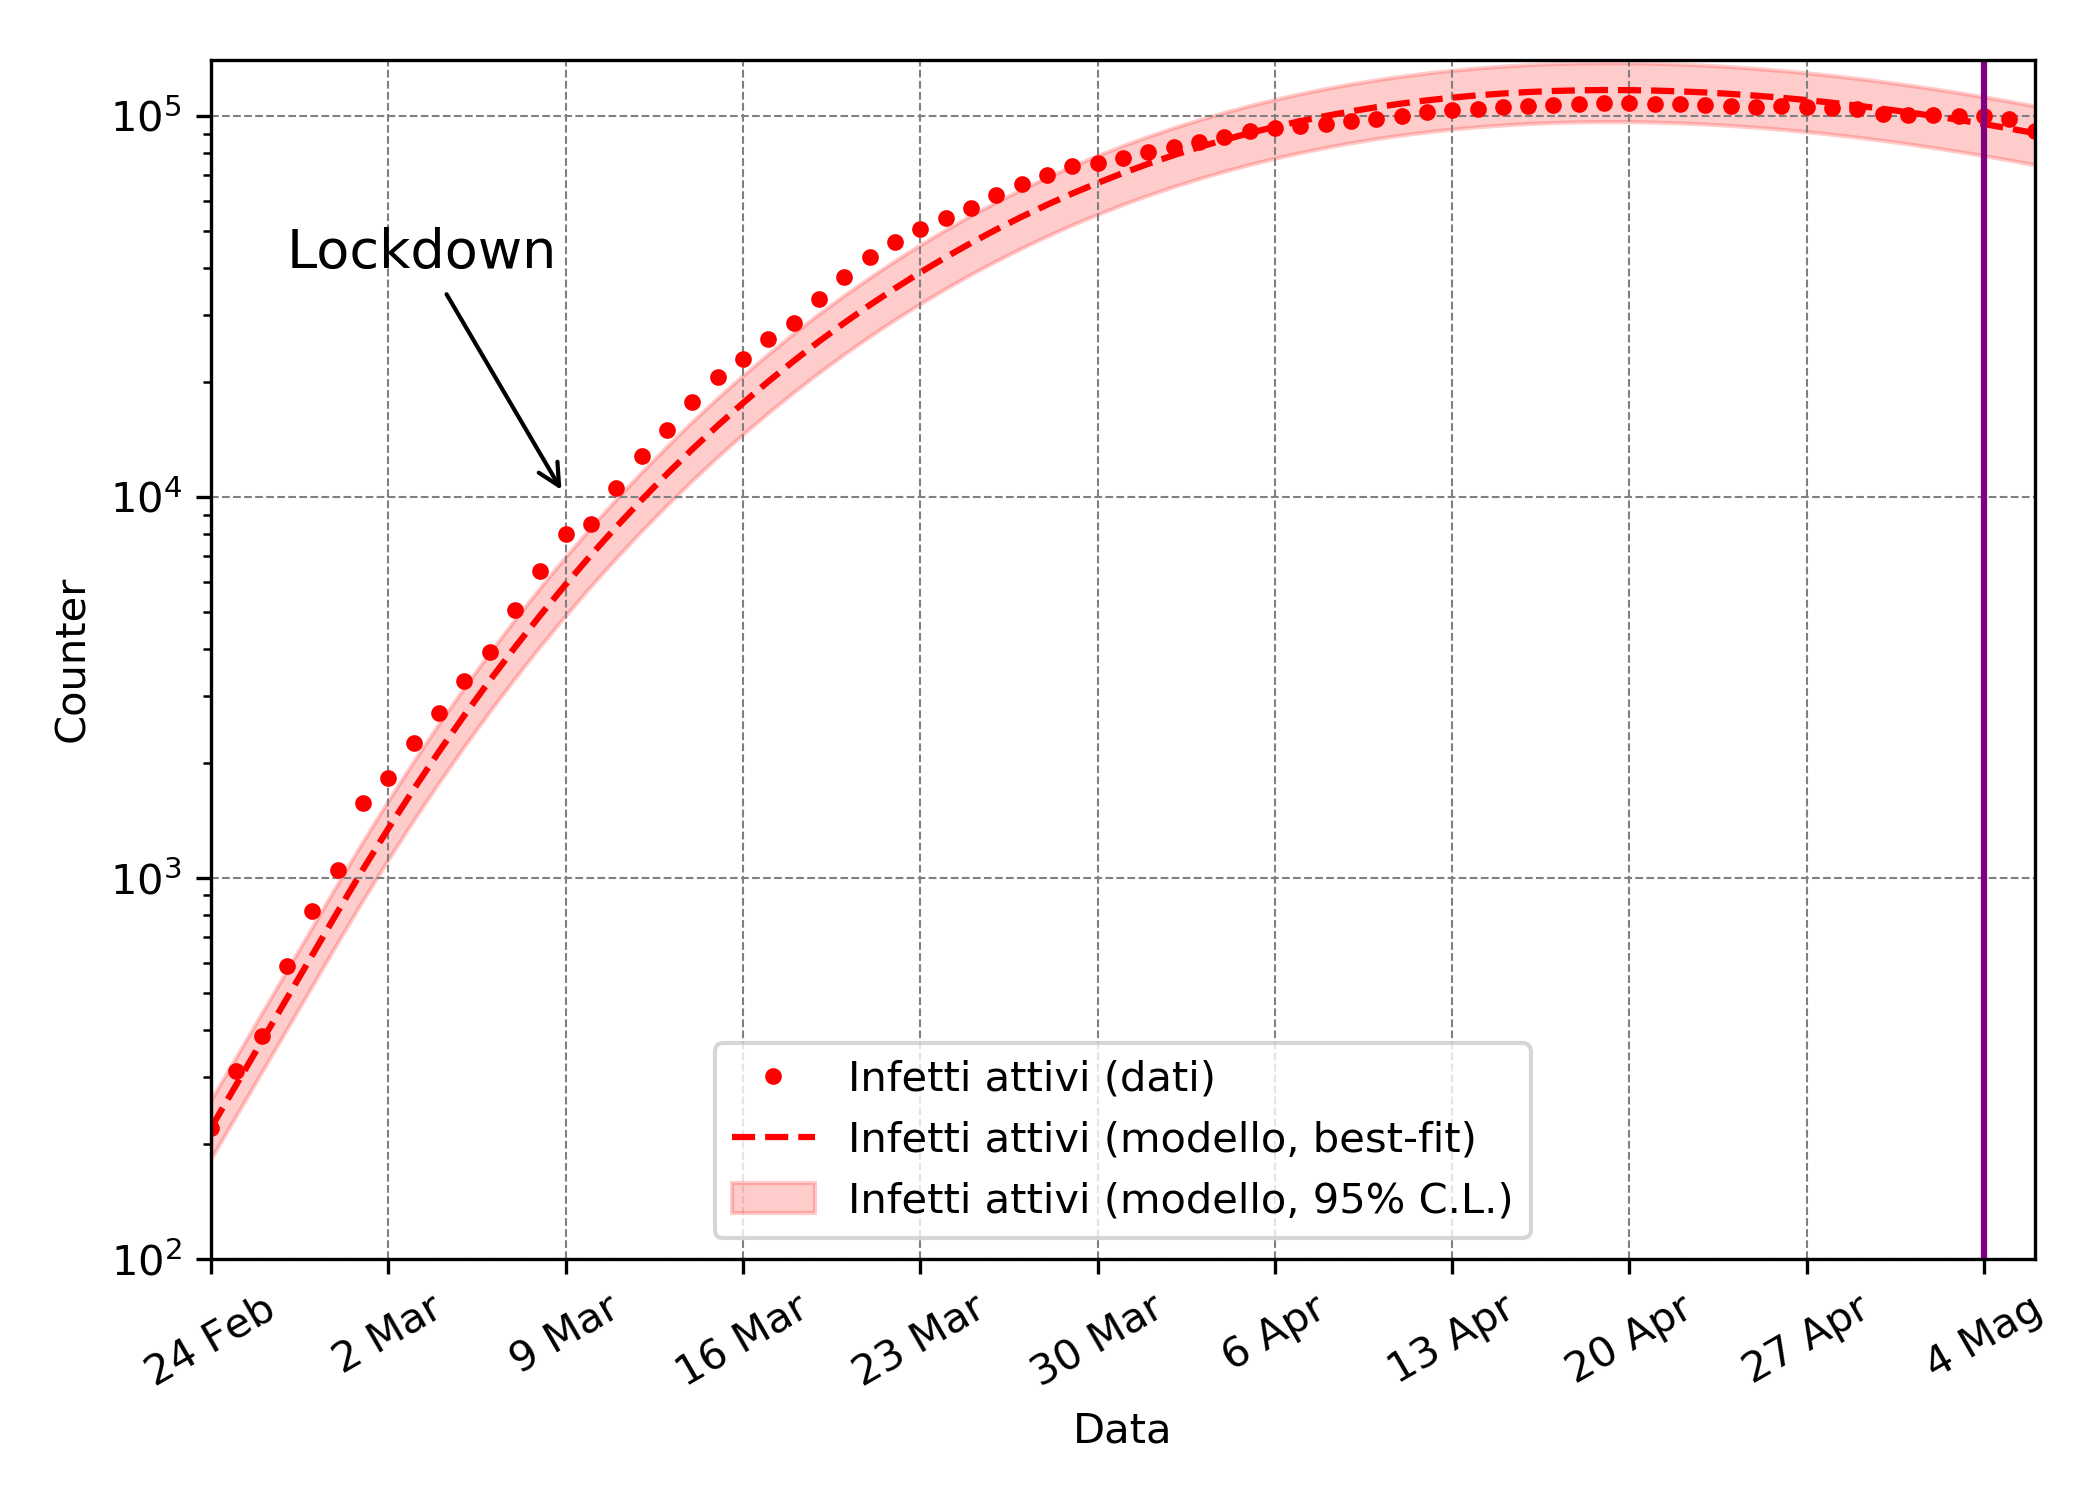 10⁵
Lockdown
10⁴
Counter
10³
Infetti attivi (dati)
Infetti attivi (modello, best-fit)
Infetti attivi (modello, 95% C.L.)
10²
24 Feb
2 Mar
9 Mar
16 Mar
23 Mar
30 Mar
6 Apr
13 Apr
20 Apr
27 Apr
4 Mag
Data